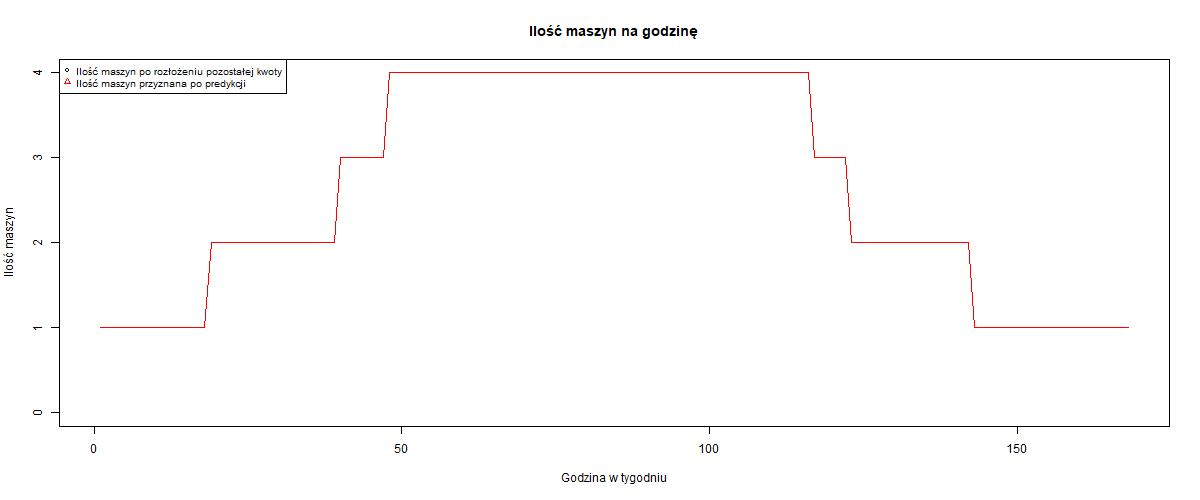 Ilość maszyn na godzinę
Ilość maszyn po rozłożeniu pozostałej kwoty
Ilość maszyn przyznana po predykcji
4
3
2
1
0
Ilość maszyn
0 50 100 150
Godzina w tygodniu